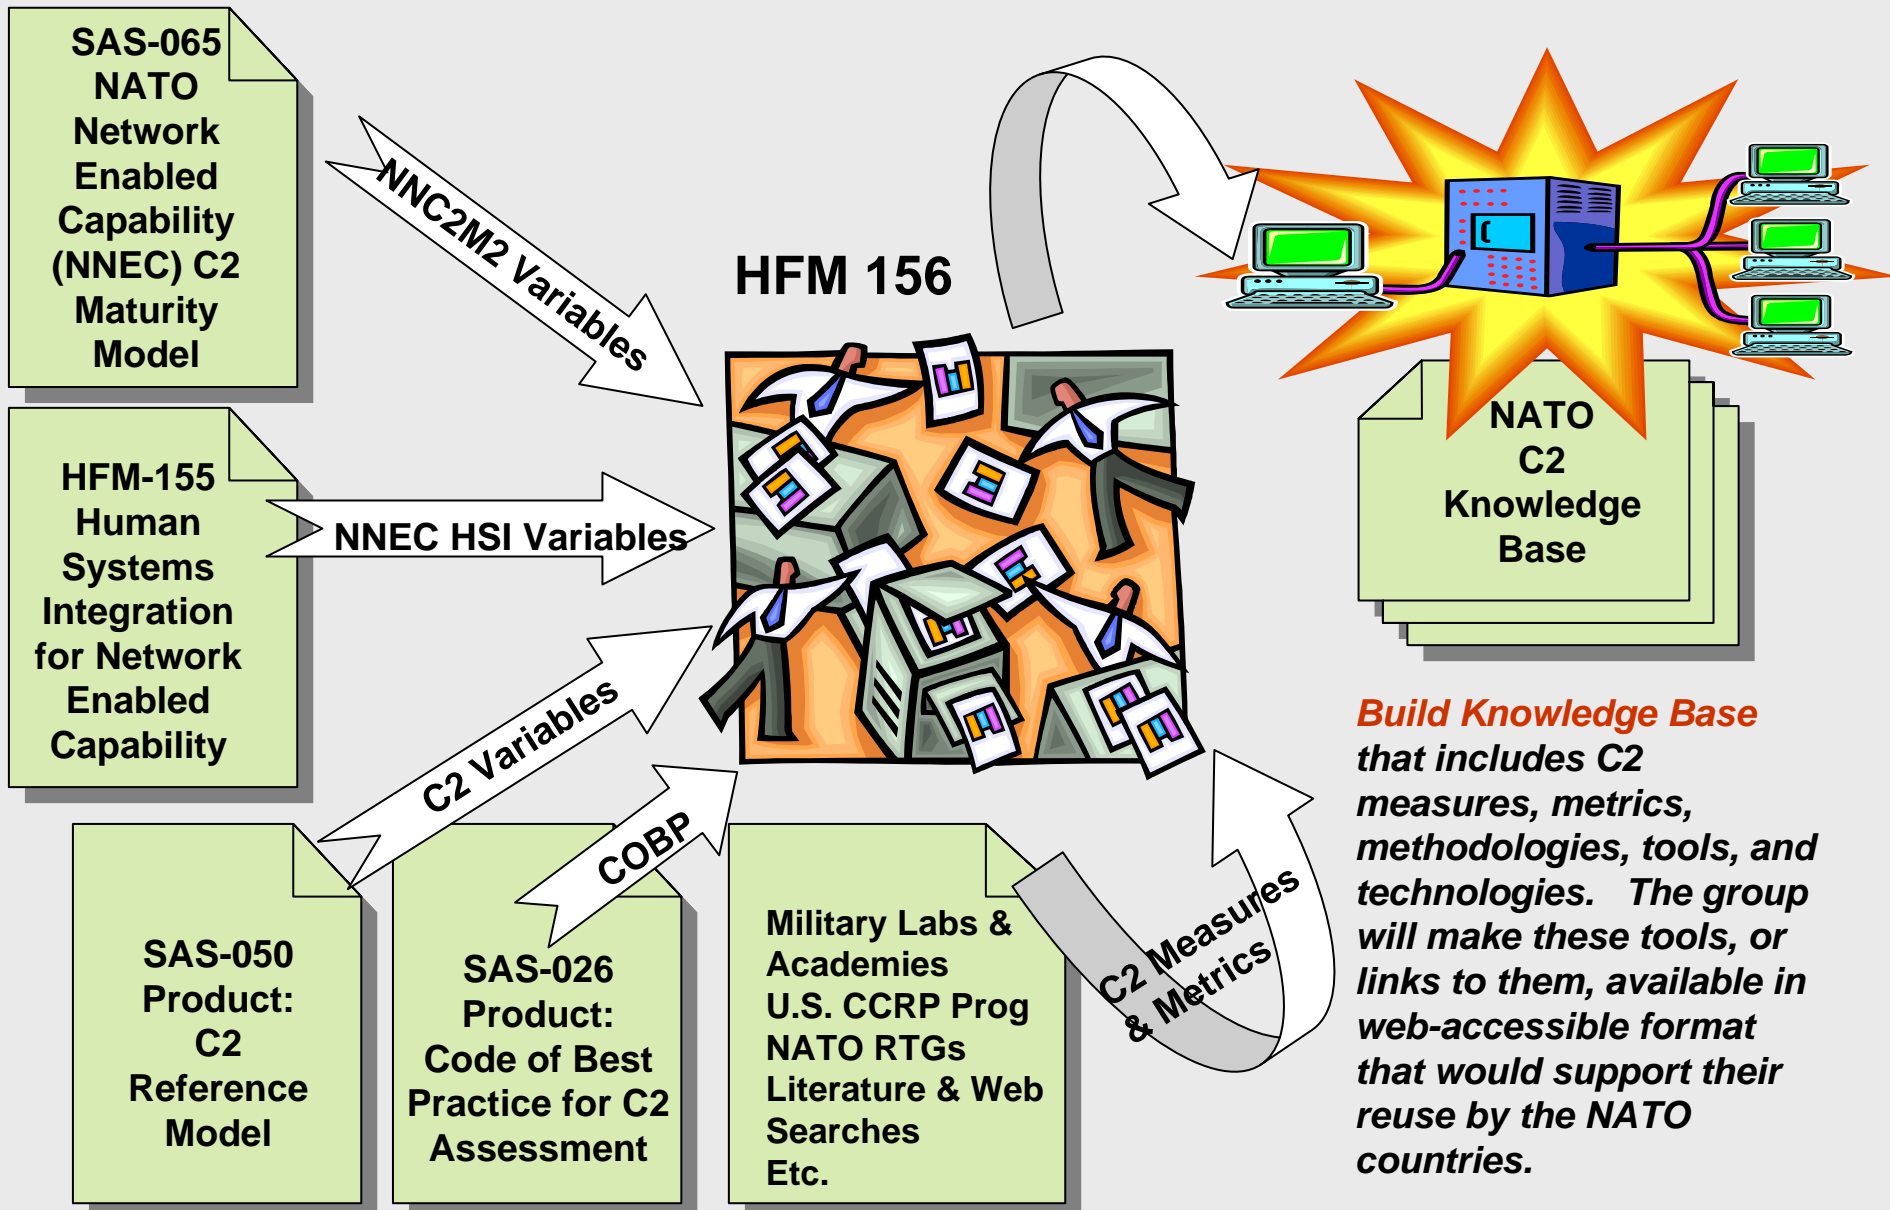 SAS-065
NATO
Network
Enabled
Capability
(NNEC) C2
Maturity
Model
NNC2M2 Variables
HFM 156
HFM-155
Human
Systems
Integration
for Network
Enabled
Capability
NNEC HSI Variables
NATO
C2
Knowledge
Base
C2 Variables
COBP
SAS-050
Product:
C2
Reference
Model
SAS-026
Product:
Code of Best
Practice for C2
Assessment
Military Labs &
Academies
U.S. CCRP Prog
NATO RTGs
Literature & Web
Searches
Etc.
C2 Measures
& Metrics
Build Knowledge Base
that includes C2
measures, metrics,
methodologies, tools, and
technologies. The group
will make these tools, or
links to them, available in
web-accessible format
that would support their
reuse by the NATO
countries.